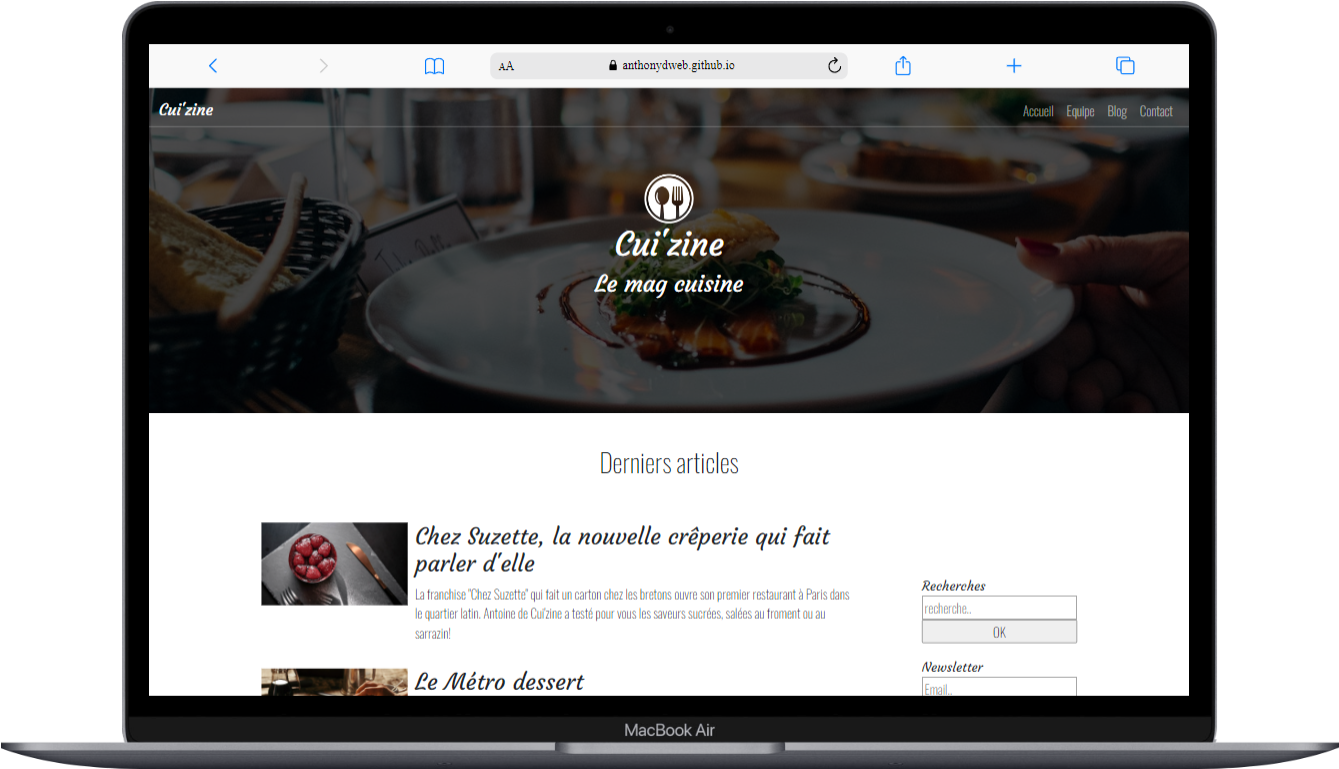 AA
anthonydweb.github.io
Cui'zine
Accueil Equipe Blog Contact
Cui'zine
Le mag cuisine
Derniers articles
Chez Suzette, la nouvelle crêperie qui fait
parler d'elle
La franchise "Chez Suzette" qui fait un carton chez les bretons ouvre son premier restaurant à Paris dans
le quartier latin. Antoine de Cui'zine a testé pour vous les saveurs sucrées, salées au froment ou au
sarrazin!
Recherches
recherche..
OK
Le Métro dessert
Newsletter
Email..
MacBook Air